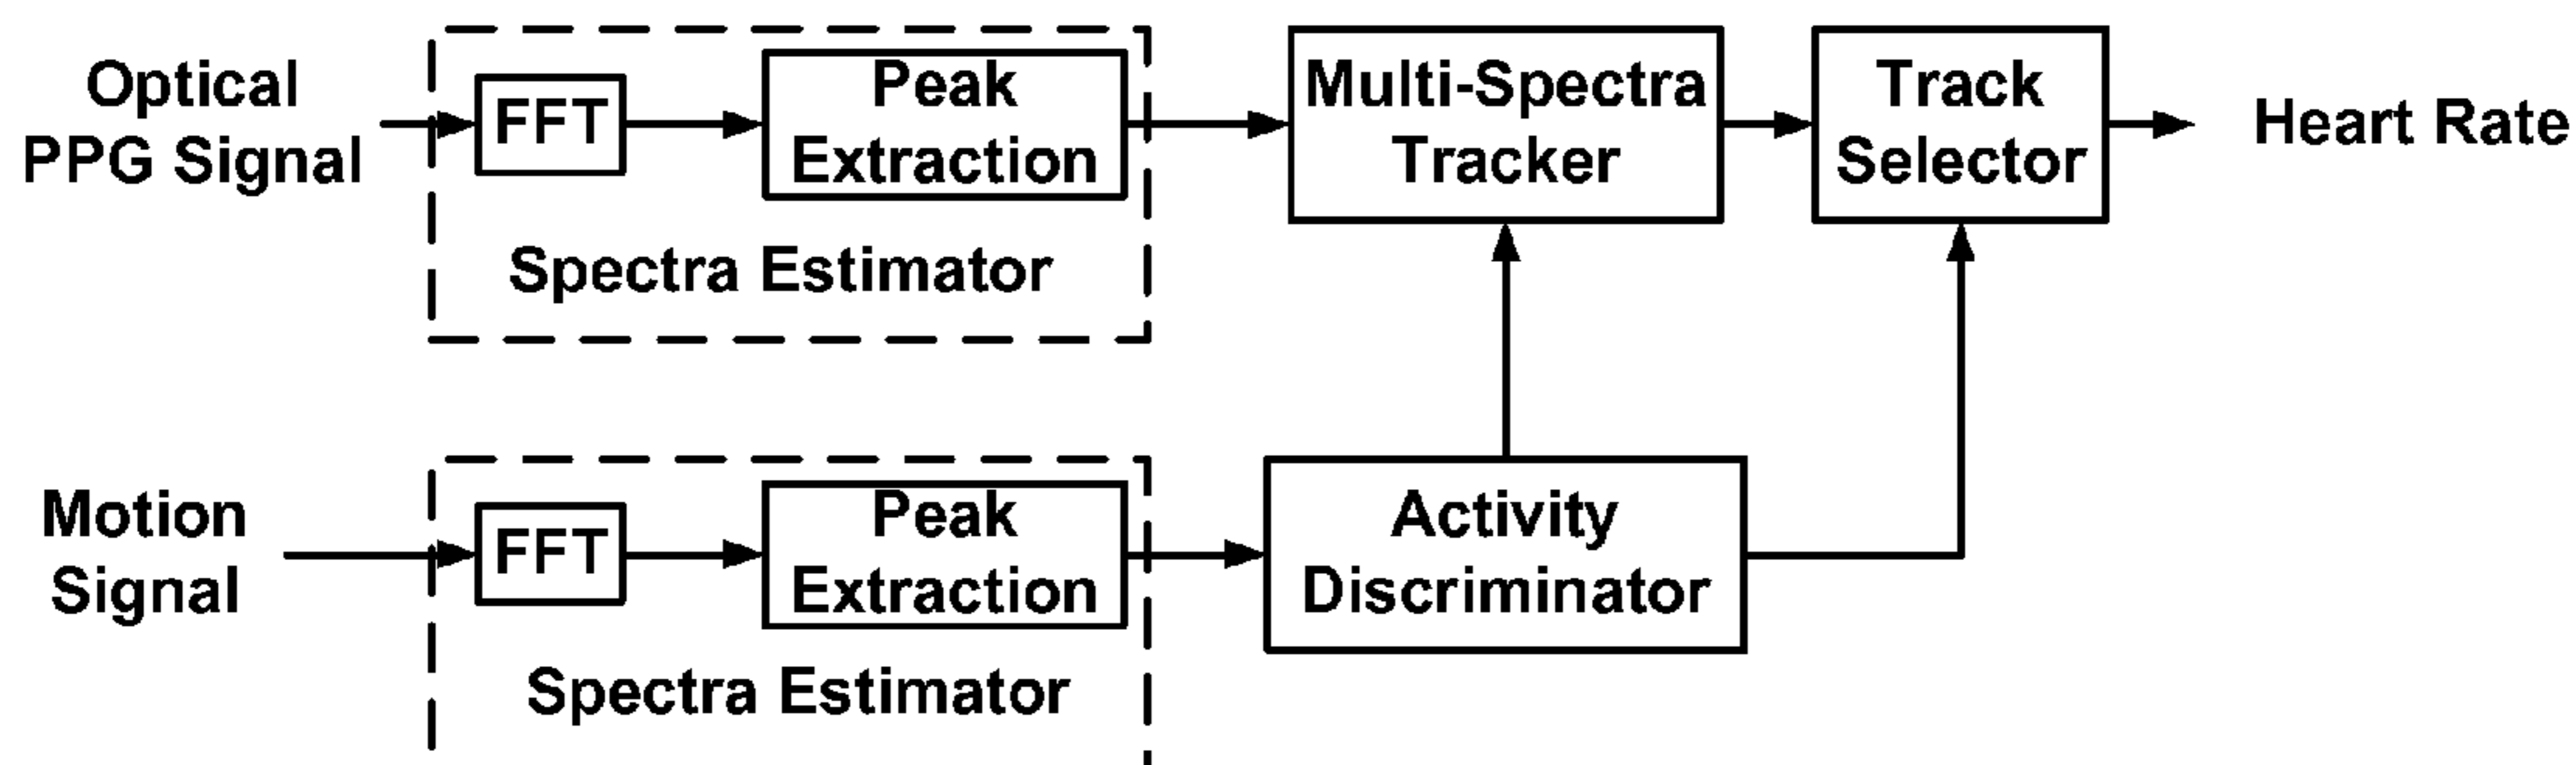 Optical
PPG Signal
FFT
Peak
Extraction
Spectra Estimator
Multi-Spectra
Tracker
Track
Selector
Heart Rate
Motion
Signal
FFT
Peak
Extraction
Spectra Estimator
Activity
Discriminator